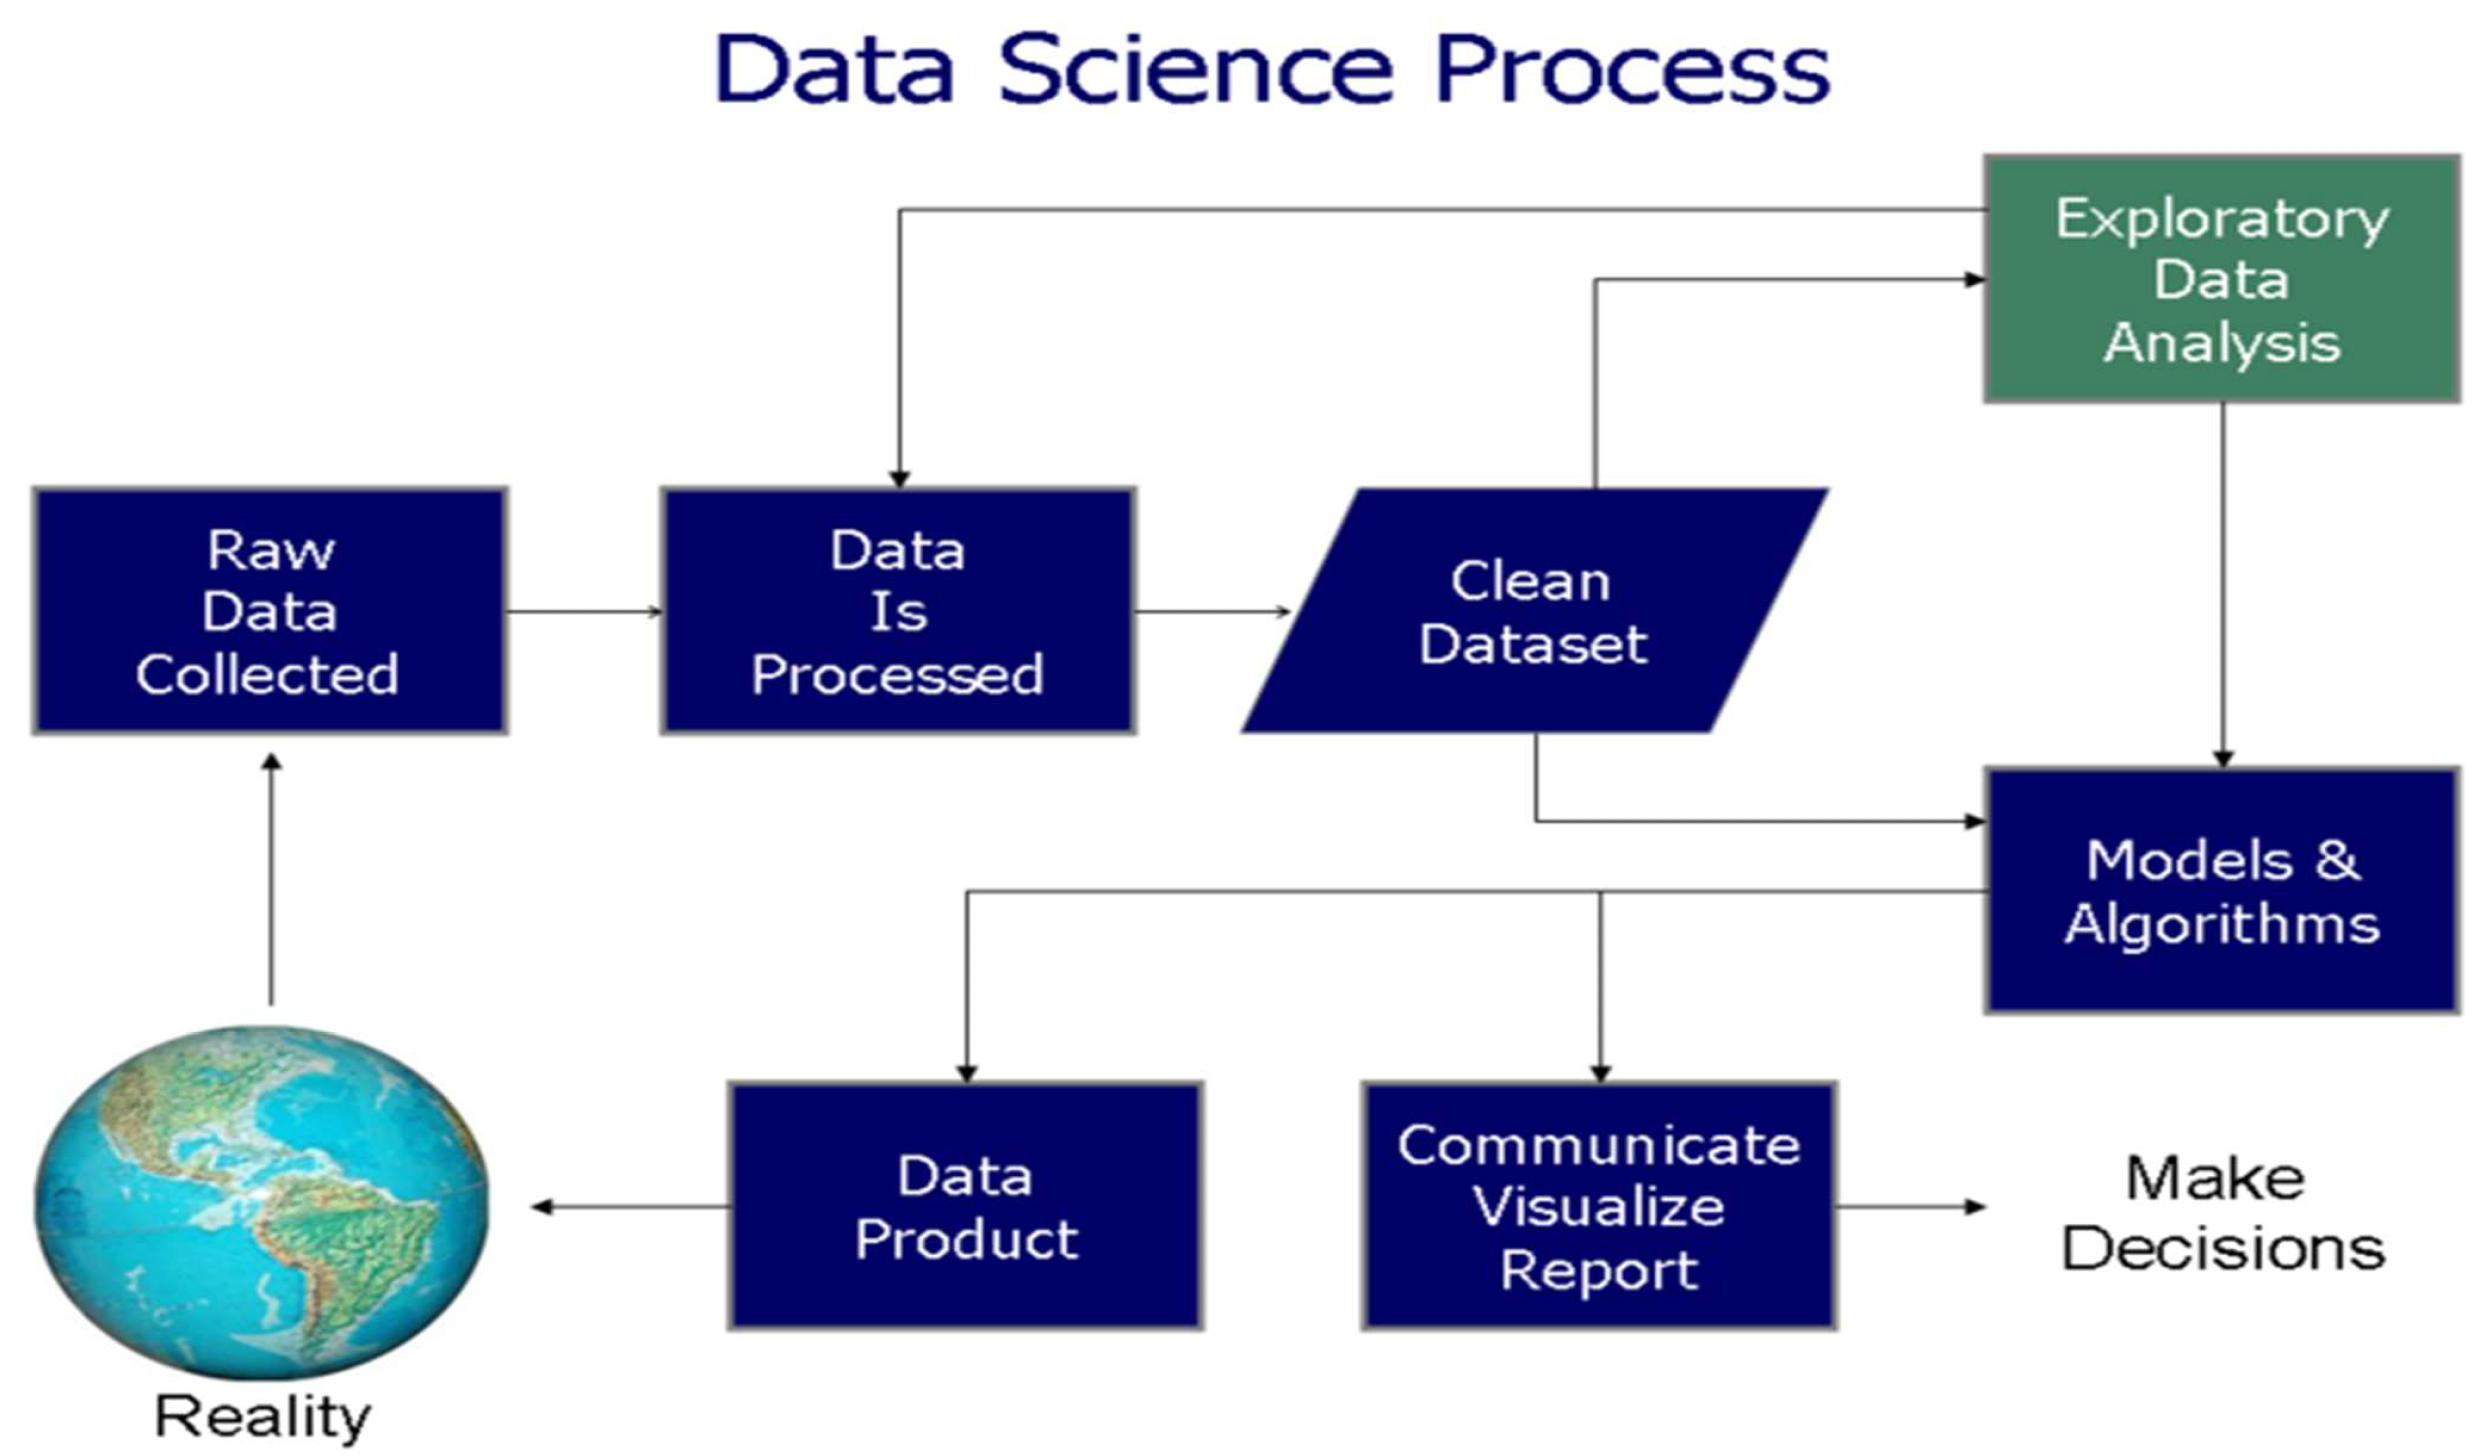 Data Science Process
Exploratory
Data
Analysis
Raw
Data
Collected
Data
Is
Processed
Clean
Dataset
Models &
Algorithms
Data
Product
Communicate
Visualize
Report
Make
Decisions
Reality